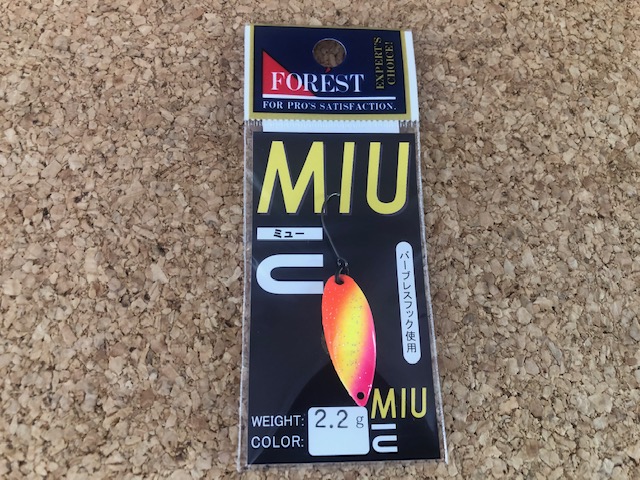 FOREST
EXPERT'S
CHOICE!
FOR PRO'S SATISFACTION.
MIU
ミュー
バーブレスフック使用
MIU
WEIGHT: 2.2g
COLOR: